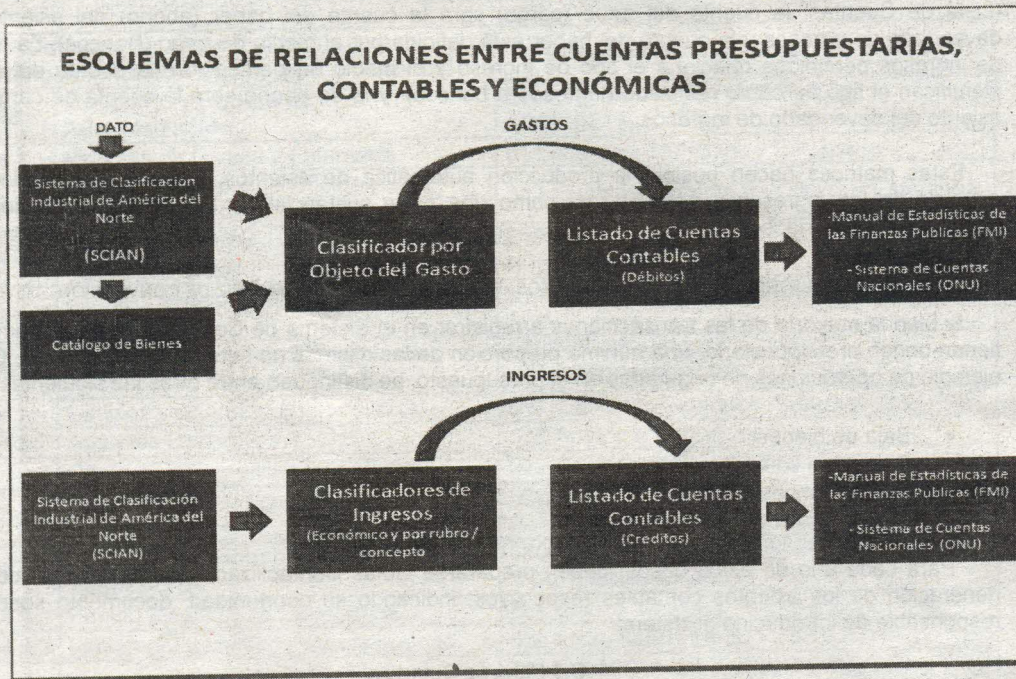 ESQUEMAS DE RELACIONES ENTRE CUENTAS PRESUPUESTARIAS,
CONTABLES Y ECONÓMICAS
DATO
GASTOS
Sistema de Clasificación
Industrial de América del
Norte
(SCIAN)
Catálogo de Bienes
Clasificador por
Objeto del Gasto
Listado de Cuentas
Contables
(Débitos)
-Manual de Estadísticas de
las Finanzas Publicas (FMI)
- Sistema de Cuentas
Nacionales (ONU)
INGRESOS
Sistema de Clasificación
Industrial de América del
Norte
(SCIAN)
Clasificadores de
Ingresos
(Económico y por rubro /
concepto
Listado de Cuentas
Contables
(Creditos)
-Manual de Estadísticas de
las Finanzas Publicas (FMI)
- Sistema de Cuentas
Nacionales (ONU)